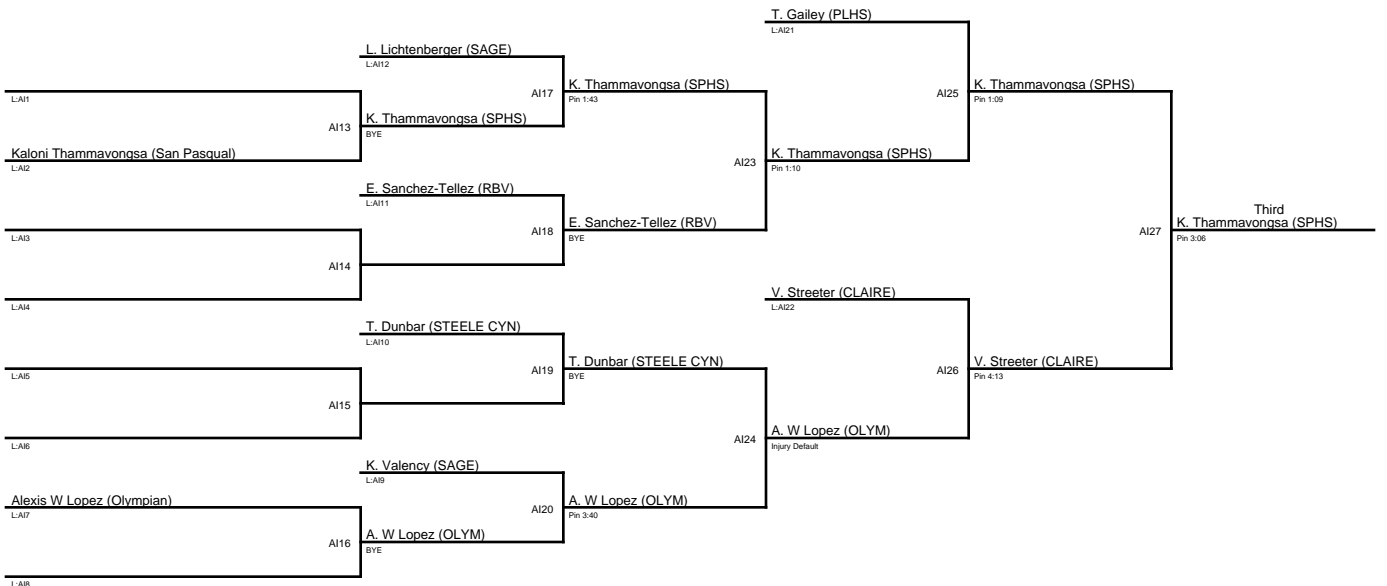 T. Gailey (PLHS)
L:AI21
L. Lichtenberger (SAGE)
L:AI12
K. Thammavongsa (SPHS)
Pin 1:43
K. Thammavongsa (SPHS)
Pin 1:09
L:AI1
AI17
AI25
AI13
K. Thammavongsa (SPHS)
BYE
Kaloni Thammavongsa (San Pasqual)
L:AI2
AI23
K. Thammavongsa (SPHS)
Pin 1:10
E. Sanchez-Tellez (RBV)
L:AI11
Third
L:AI3
AI18
E. Sanchez-Tellez (RBV)
BYE
AI27
K. Thammavongsa (SPHS)
Pin 3:06
AI14
L:AI4
V. Streeter (CLAIRE)
L:AI22
T. Dunbar (STEELE CYN)
L:AI10
L:AI5
AI19
T. Dunbar (STEELE CYN)
BYE
AI26
V. Streeter (CLAIRE)
Pin 4:13
AI15
L:AI6
AI24
A. W Lopez (OLYM)
Injury Default
K. Valency (SAGE)
L:AI9
Alexis W Lopez (Olympian)
L:AI7
AI20
A. W Lopez (OLYM)
Pin 3:40
AI16
A. W Lopez (OLYM)
BYE
L:AI8